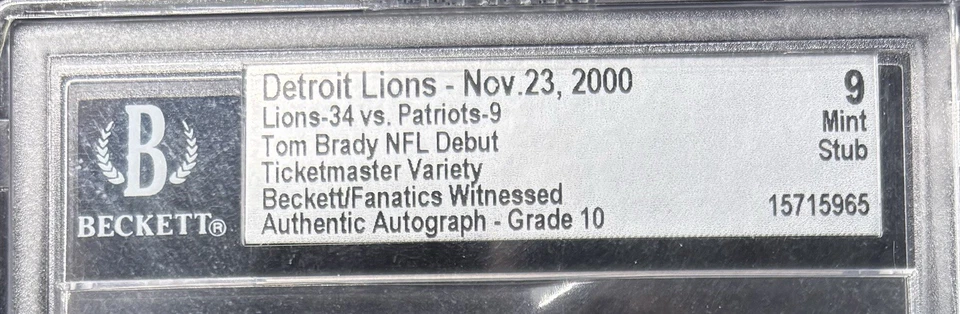 Detroit Lions - Nov.23, 2000
Lions-34 vs. Patriots-9
Tom Brady NFL Debut
Ticketmaster Variety
Beckett/Fanatics Witnessed
Authentic Autograph - Grade 10
9
Mint
Stub
15715965
B
BECKETT®